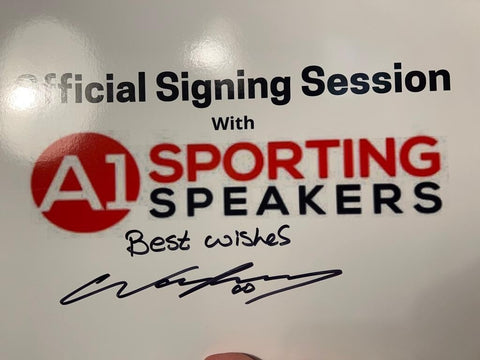 Official Signing Session
With
A1 SPORTING
SPEAKERS
Best wishes